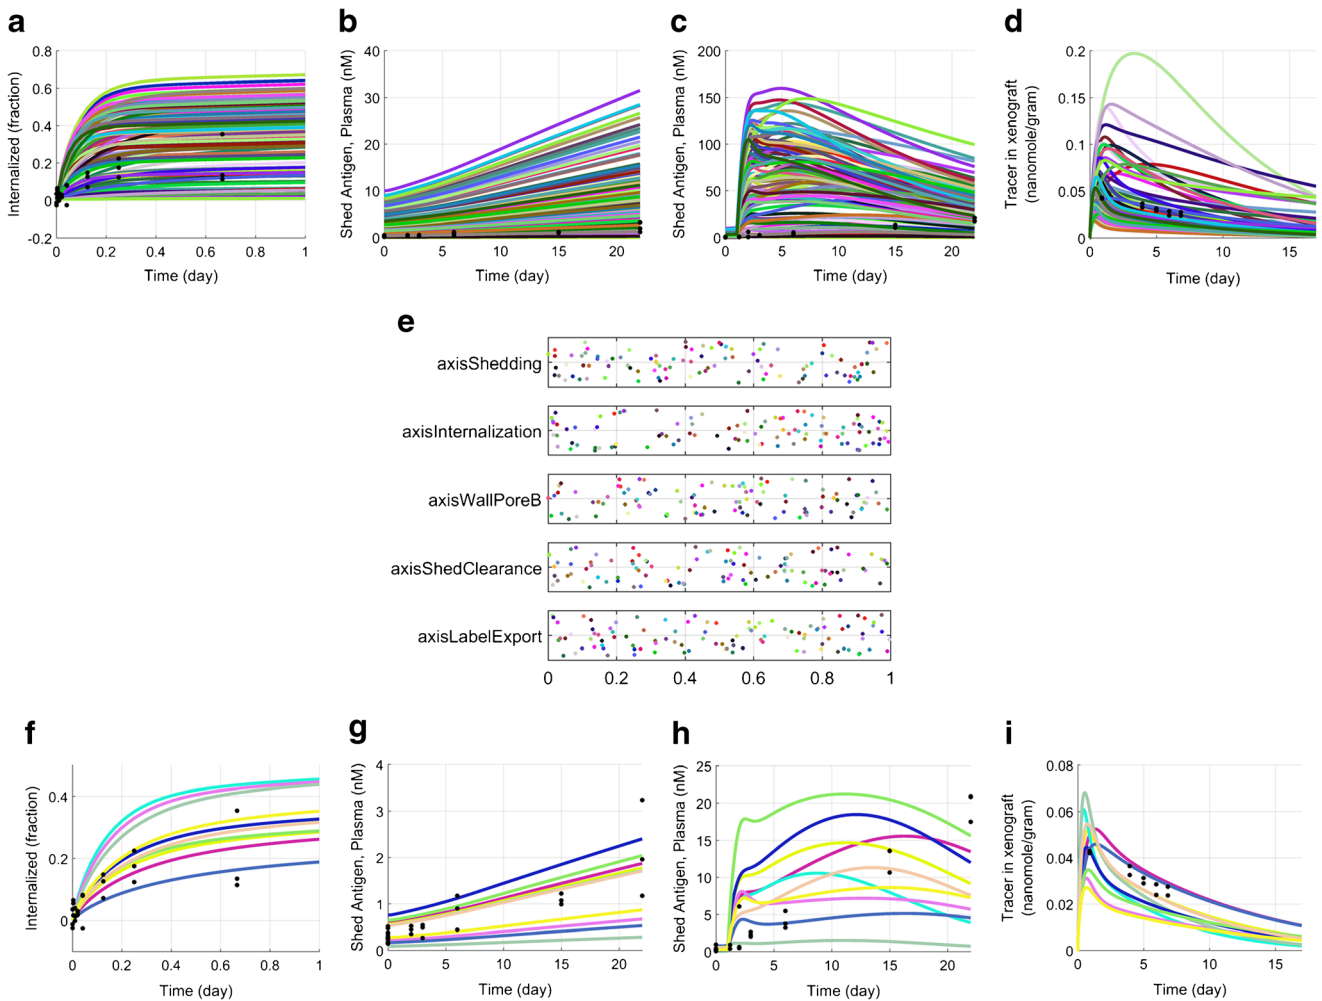 a
Internalized (fraction)
0.8
0.6
0.4
0.2
0
-0.2
0 0.2 0.4 0.6 0.8 1
Time (day)
b
Shed Antigen, Plasma (nM)
40
30
20
10
0
0 5 10 15 20
Time (day)
c
Shed Antigen, Plasma (nM)
200
150
100
50
0
0 5 10 15 20
Time (day)
d
Tracer in xenograft
(nanomole/gram)
0.2
0.15
0.1
0.05
0
0 5 10 15
Time (day)
e
axisShedding
axisInternalization
axisWallPoreB
axisShedClearance
axisLabelExport
0 0.2 0.4 0.6 0.8 1
f
Internalized (fraction)
0.4
0.2
0
0 0.2 0.4 0.6 0.8 1
Time (day)
g
Shed Antigen, Plasma (nM)
4
3
2
1
0
0 5 10 15 20
Time (day)
h
Shed Antigen, Plasma (nM)
25
20
15
10
5
0
0 5 10 15 20
Time (day)
i
Tracer in xenograft
(nanomole/gram)
0.08
0.06
0.04
0.02
0
0 5 10 15
Time (day)